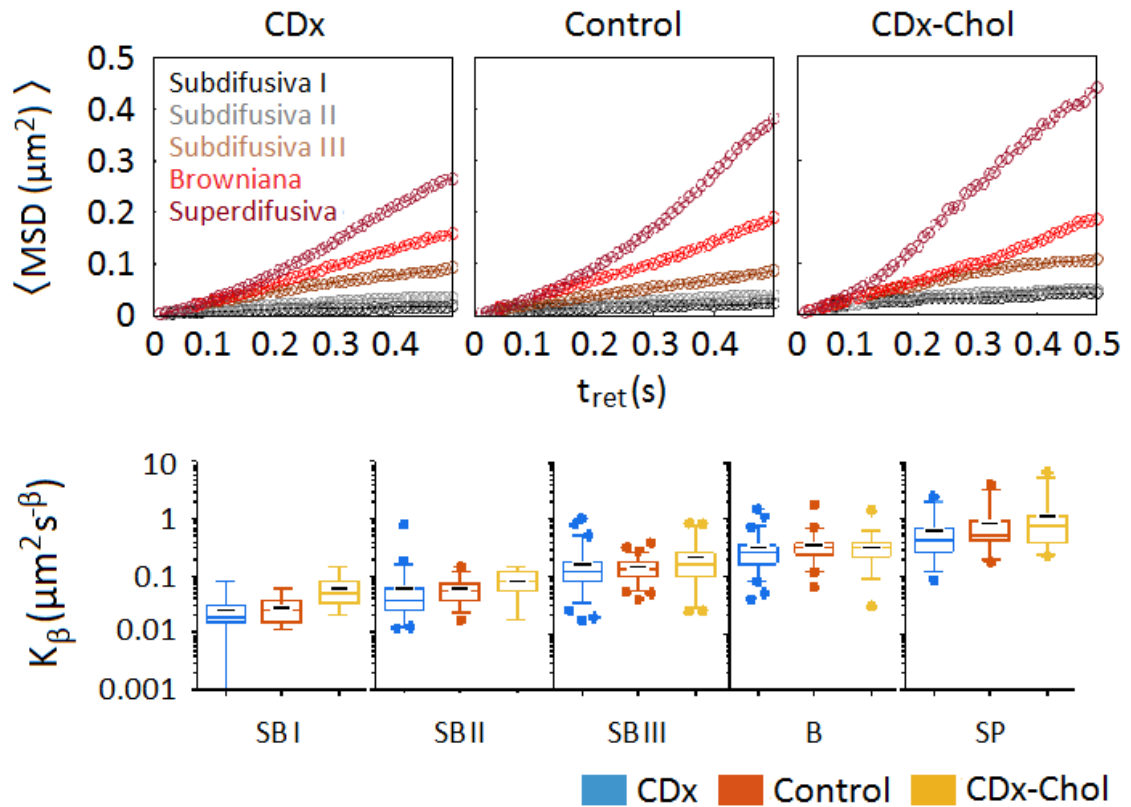 CDx Control CDx-Chol
⟨MSD (μm²) ⟩
0.5
0.4
0.3
0.2
0.1
0
Subdifusiva I
Subdifusiva II
Subdifusiva III
Browniana
Superdifusiva
0 0.1 0.2 0.3 0.4 0 0.1 0.2 0.3 0.4 0 0.1 0.2 0.3 0.4 0.5
t_ret(s)
K_β (μm² s^-β)
10
1
0.1
0.01
0.001
SB I SB II SB III B SP
CDx Control CDx-Chol